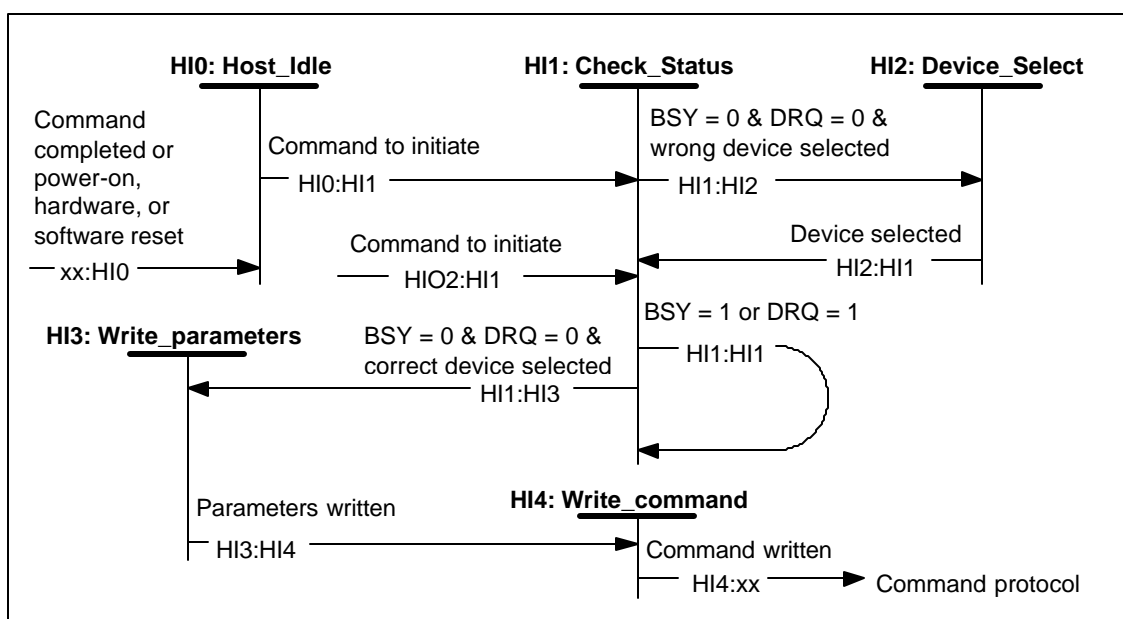 HI0: Host_Idle
HI1: Check_Status
HI2: Device_Select
Command
completed or
power-on,
hardware, or
software reset
xx:HI0
Command to initiate
HI0:HI1
BSY = 0 & DRQ = 0 &
wrong device selected
HI1:HI2
Command to initiate
HIO2:HI1
Device selected
HI2:HI1
HI3: Write_parameters
BSY = 0 & DRQ = 0 &
correct device selected
HI1:HI3
BSY = 1 or DRQ = 1
HI1:HI1
Parameters written
HI3:HI4
HI4: Write_command
Command written
HI4:xx
Command protocol